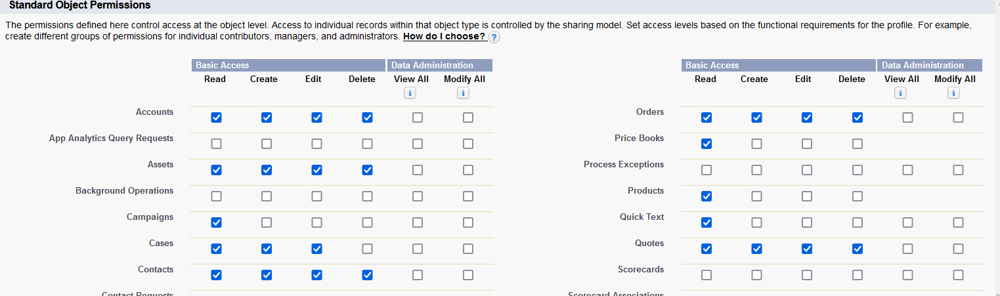 Standard Object Permissions
The permissions defined here control access at the object level. Access to individual records within that object type is controlled by the sharing model. Set access levels based on the functional requirements for the profile. For example,
create different groups of permissions for individual contributors, managers, and administrators. How do I choose? ?
Basic Access Data Administration
Read Create Edit Delete View All Modify All
i i
Accounts
App Analytics Query Requests
Assets
Background Operations
Campaigns
Cases
Contacts
Contact Requests
Basic Access Data Administration
Read Create Edit Delete View All Modify All
i i
Orders
Price Books
Process Exceptions
Products
Quick Text
Quotes
Scorecards
Scorecard Associations